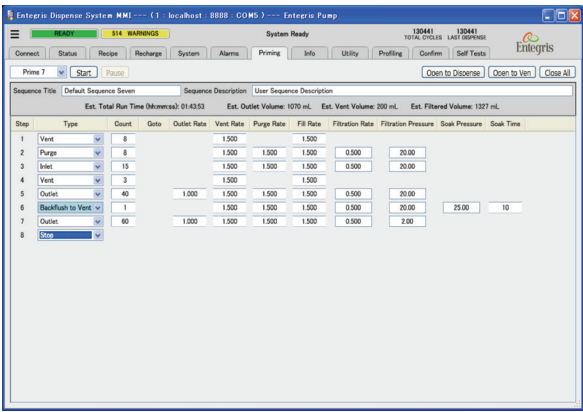 Entegris Dispense System MMI --- (1 : localhost : 8888 : COM5 ) --- Entegris Pump
READY 514 WARNINGS System Ready 130441 TOTAL CYCLES 130441 LAST DISPENSE
Entegris
Connect Status Recipe Recharge System Alarms Priming Info Utility Profiling Confirm Self Tests
Prime 7 Start Pause Open to Dispense Open to Ven Close All
Sequence Title Default Sequence Seven Sequence Description User Sequence Description
Est. Total Run Time (hh:mm:ss): 01:43:53 Est. Outlet Volume: 1070 mL Est. Vent Volume: 200 mL Est. Filtered Volume: 1327 mL
Step Type Count Goto Outlet Rate Vent Rate Purge Rate Fill Rate Filtration Rate Filtration Pressure Soak Pressure Soak Time
1 Vent 8 1.500 1.500
2 Purge 8 1.500 1.500 1.500 0.500 20.00
3 Inlet 15 1.500 1.500 1.500 0.500 20.00
4 Vent 3 1.500 1.500
5 Outlet 40 1.000 1.500 1.500 1.500 0.500 20.00
6 Backflush to Vent 1 1.500 1.500 1.500 0.500 20.00 25.00 10
7 Outlet 60 1.000 1.500 1.500 1.500 0.500 2.00
8 Stop